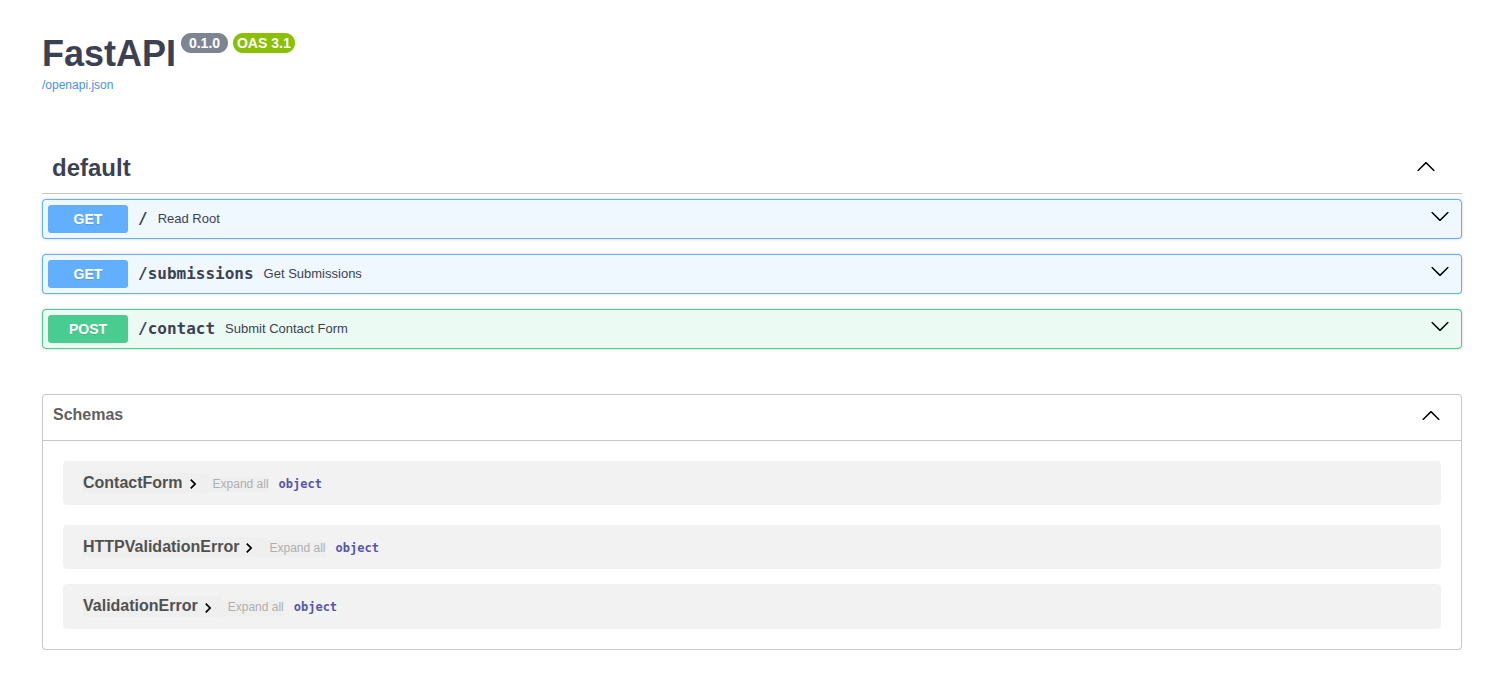 FastAPI 0.1.0 OAS 3.1
/openapi.json
default
GET / Read Root
GET /submissions Get Submissions
POST /contact Submit Contact Form
Schemas
ContactForm Expand all object
HTTPValidationError Expand all object
ValidationError Expand all object